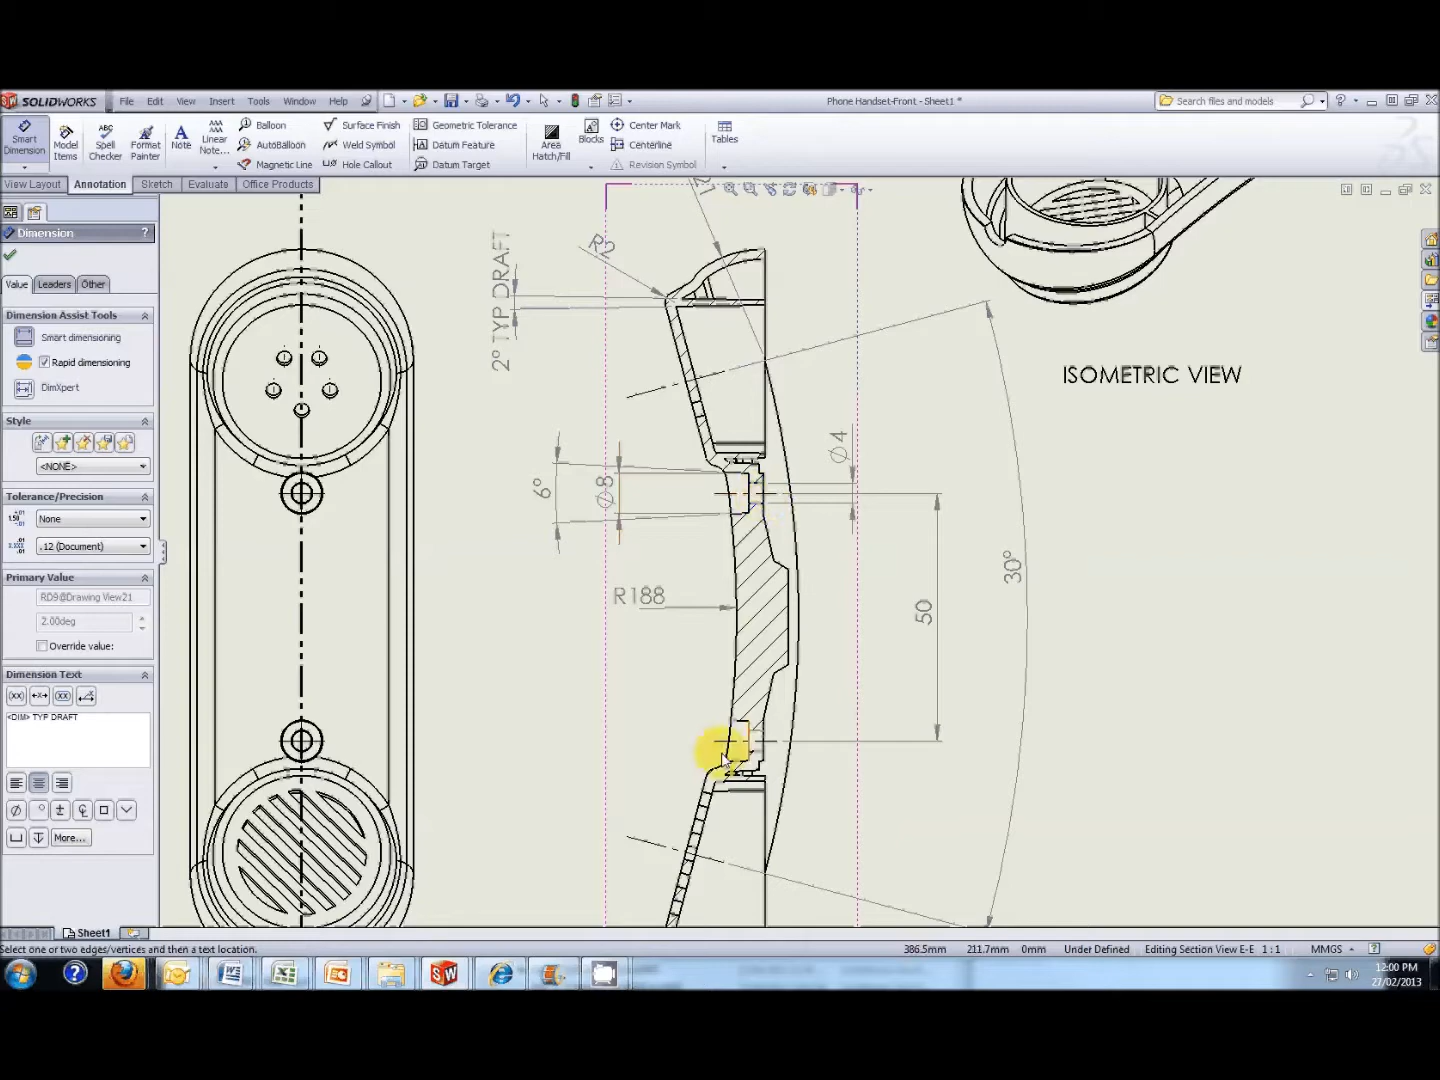 SOLIDWORKS File Edit View Insert Tools Window Help Phone Handset-Front - Sheet1 * Search files and models
Smart Dimension
Model Items
Spell Checker
Format Painter
Note
Linear Note...
Balloon
AutoBalloon
Magnetic Line
Surface Finish
Weld Symbol
Hole Callout
Geometric Tolerance
Datum Feature
Datum Target
Area Hatch/Fill
Blocks
Center Mark
Centerline
Revision Symbol
Tables
View Layout Annotation Sketch Evaluate Office Products
Dimension ?
Value Leaders Other
Dimension Assist Tools
Smart dimensioning
Rapid dimensioning
DimXpert
Style
<NONE>
Tolerance/Precision
None
.12 (Document)
Primary Value
RD9@Drawing View21
2.00deg
Override value:
Dimension Text
<DIM> TYP DRAFT
More...
2° TYP DRAFT
R2
6°
Ø8
Ø4
R188
50
30°
ISOMETRIC VIEW
Sheet1
Select one or two edges/vertices and then a text location. 386.5mm 211.7mm 0mm Under Defined Editing Section View E-E 1 : 1 MMGS
12:00 PM
27/02/2013